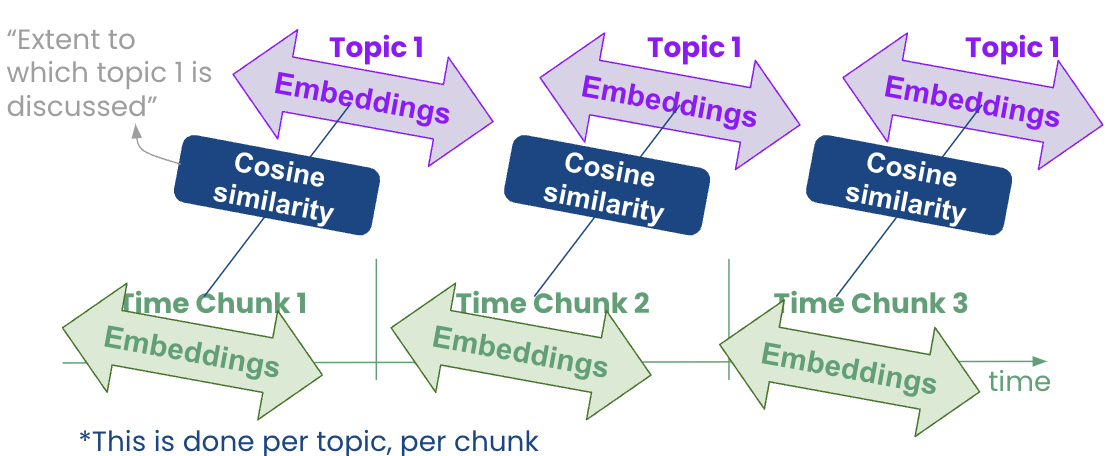 “Extent to
which topic 1 is
discussed”
Topic 1
Embeddings
Topic 1
Embeddings
Topic 1
Embeddings
Cosine
similarity
Cosine
similarity
Cosine
similarity
Time Chunk 1
Embeddings
Time Chunk 2
Embeddings
Time Chunk 3
Embeddings
time
*This is done per topic, per chunk